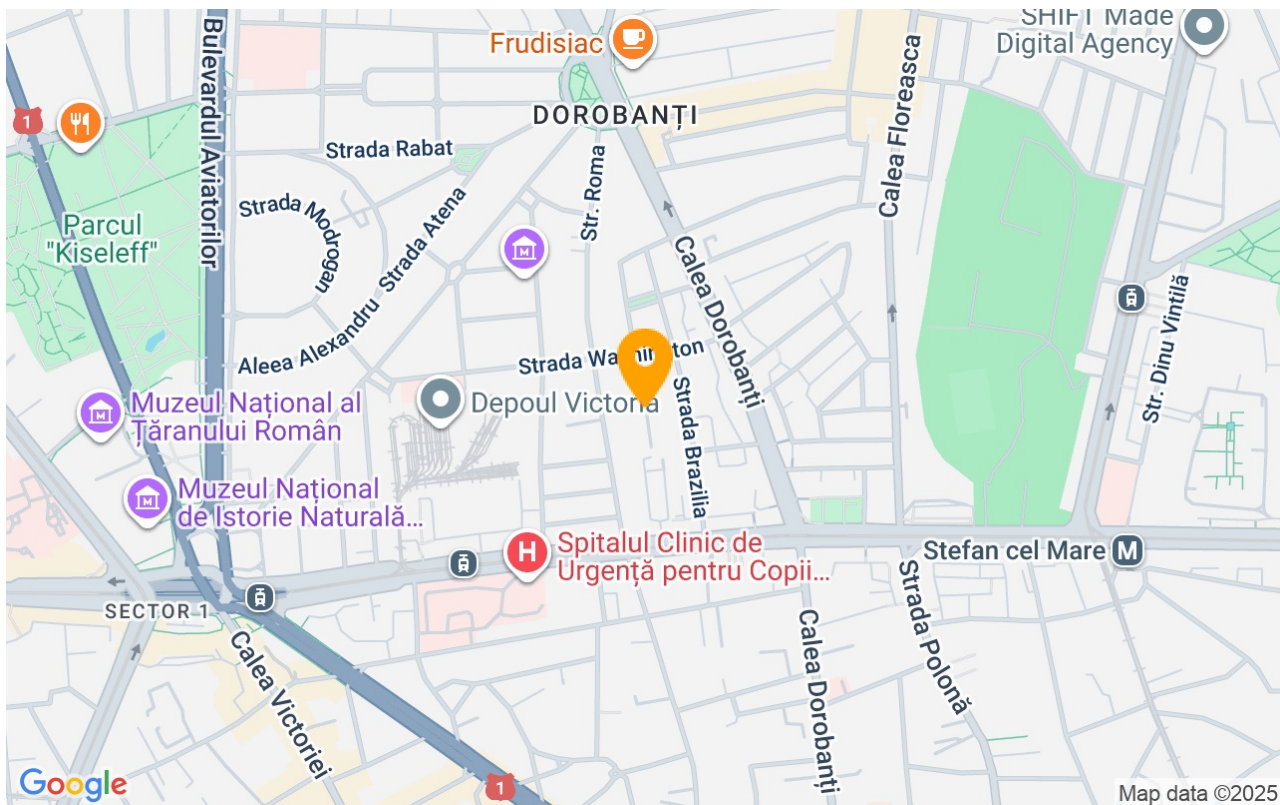 SHIFT Made
Digital Agency
Frudisiac
Bulevardul Aviatorilor
1
DOROBANȚI
Calea Floreasca
Strada Rabat
Str. Roma
Strada Modrogan
Strada Atena
Parcul
"Kiseleff"
M
Calea Dorobanți
Str. Dinu Vintilă
Aleea Alexandru
Strada
Depoul Victoria
Strada Brazilia
M
Muzeul Național al
Țăranului Român
M
Muzeul Național
de Istorie Naturală...
H
Spitalul Clinic de
Urgență pentru Copii...
Stefan cel Mare
M
SECTOR 1
Calea Victoriei
Calea Dorobanți
Strada Polonă
1
Google
Map data ©2025